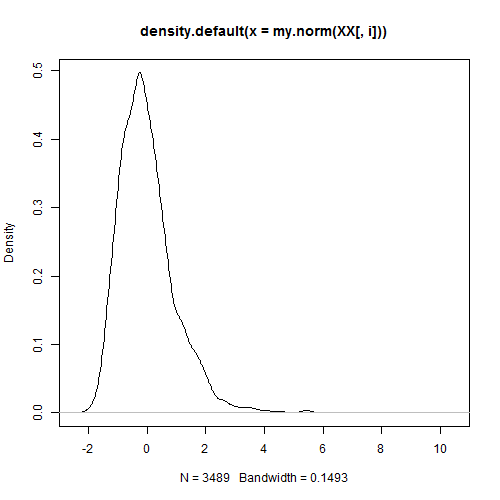 density.default(x = my.norm(XX[, i]))
Density
0.5
0.4
0.3
0.2
0.1
0.0
-2 0 2 4 6 8 10
N = 3489 Bandwidth = 0.1493